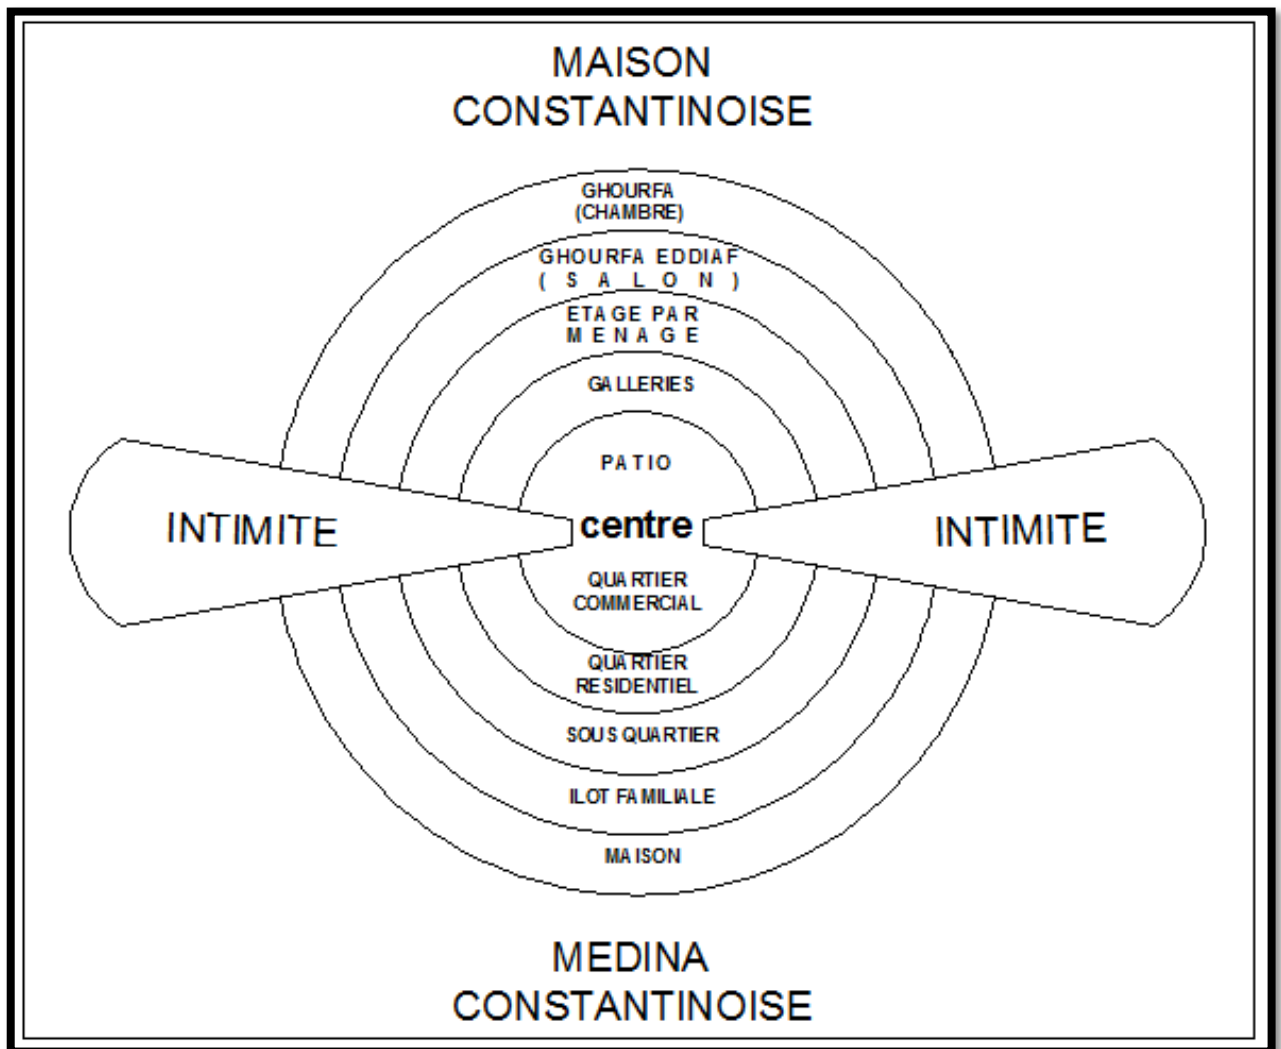 MAISON
CONSTANTINOISE
GHOURFA
(CHAMBRE)
GHOURFA EDDIAF
( S A L O N )
ETAGE PAR
MENAGE
GALLERIES
PATIO
INTIMITE
centre
INTIMITE
QUARTIER
COMMERCIAL
QUARTIER
RESIDENTIEL
SOUS QUARTIER
ILOT FAMILIALE
MAISON
MEDINA
CONSTANTINOISE